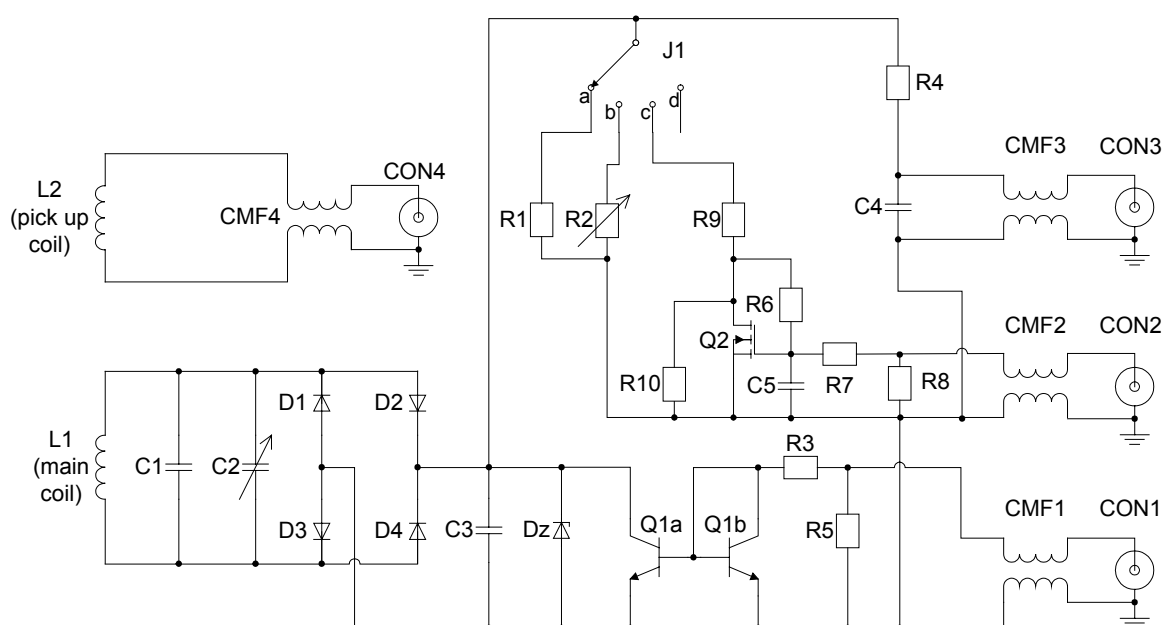 J1
a
b
c
d
R4
CMF3
CON3
L2
(pick up
coil)
CMF4
CON4
R1
R2
R9
C4
R6
Q2
R10
C5
R7
R8
CMF2
CON2
L1
(main
coil)
C1
C2
D1
D2
D3
D4
C3
Dz
Q1a
Q1b
R3
R5
CMF1
CON1